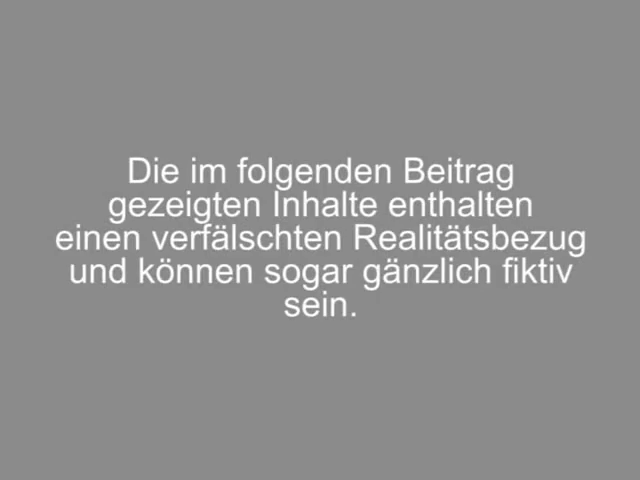 Die im folgenden Beitrag
gezeigten Inhalte enthalten
einen verfälschten Realitätsbezug
und können sogar gänzlich fiktiv
sein.